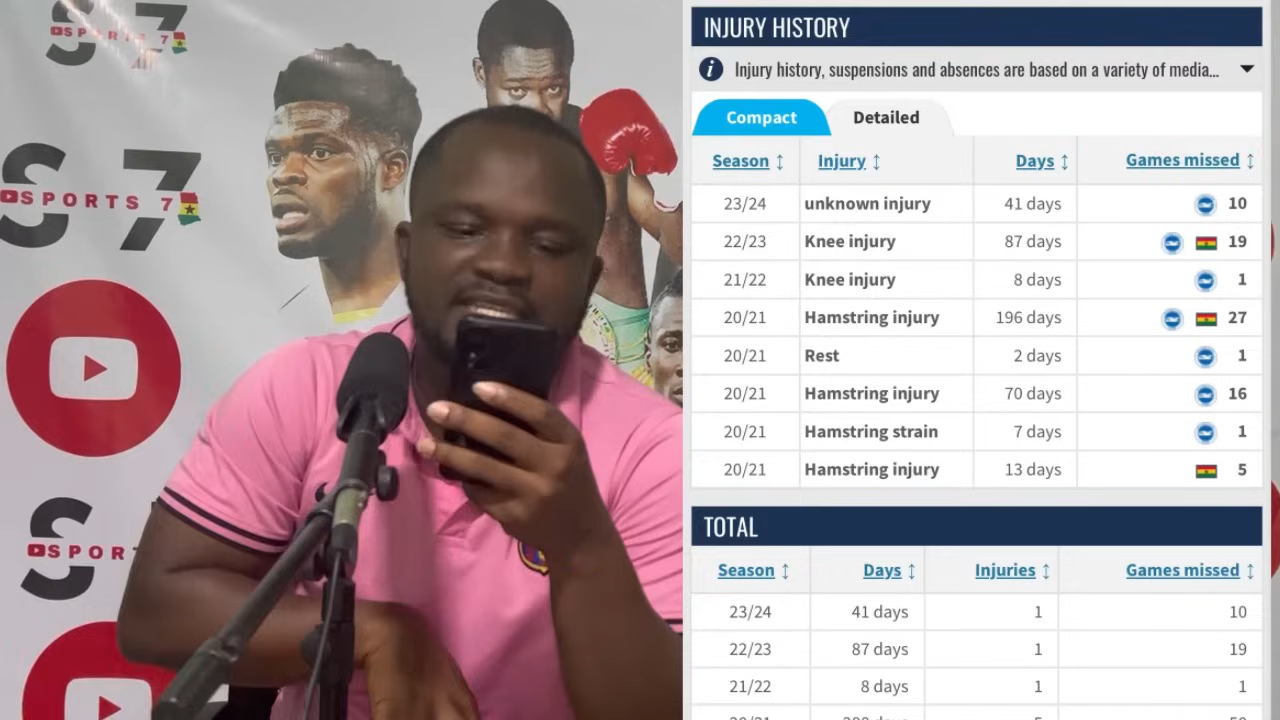 S 7
SPORTS 7
S 7
SPORTS 7
S
SPOR
INJURY HISTORY
Injury history, suspensions and absences are based on a variety of media...
Compact Detailed
Season Injury Days Games missed
23/24 unknown injury 41 days 10
22/23 Knee injury 87 days 19
21/22 Knee injury 8 days 1
20/21 Hamstring injury 196 days 27
20/21 Rest 2 days 1
20/21 Hamstring injury 70 days 16
20/21 Hamstring strain 7 days 1
20/21 Hamstring injury 13 days 5
TOTAL
Season Days Injuries Games missed
23/24 41 days 1 10
22/23 87 days 1 19
21/22 8 days 1 1